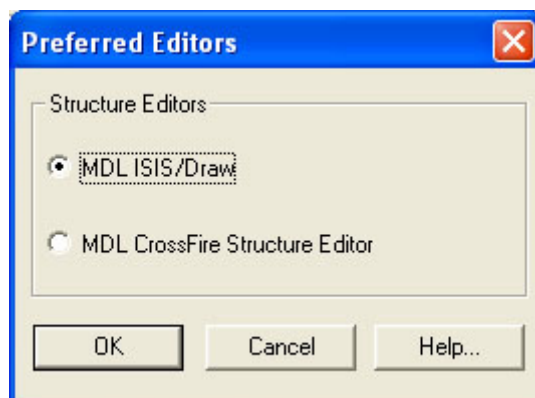 Preferred Editors
Structure Editors
MDL ISIS/Draw
MDL CrossFire Structure Editor
OK Cancel Help...